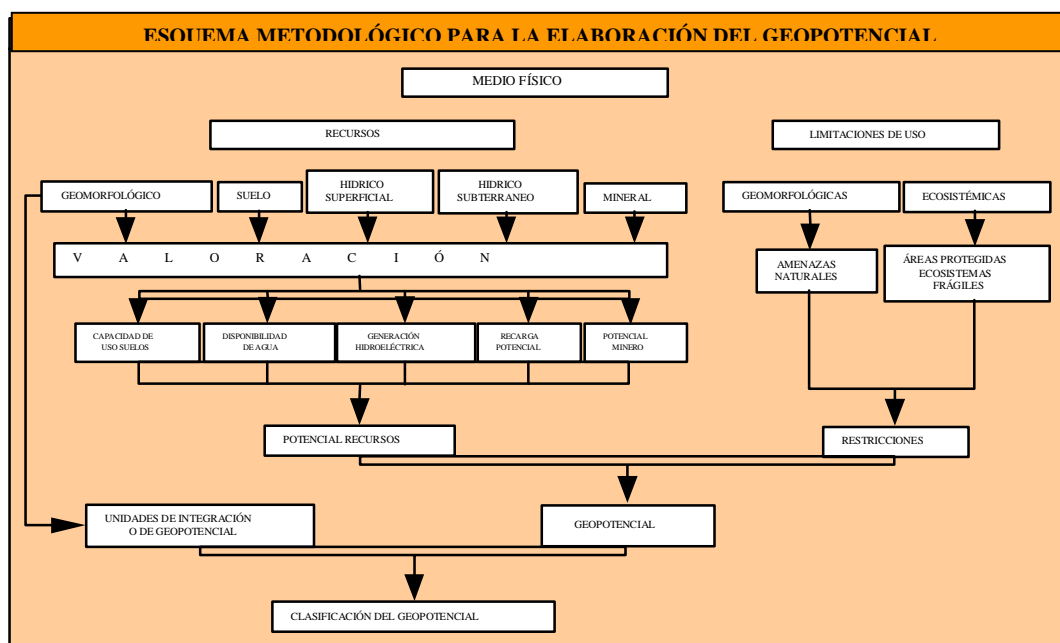 ESQUEMA METODOLÓGICO PARA LA ELABORACIÓN DEL GEOPOTENCIAL
MEDIO FÍSICO
RECURSOS
LIMITACIONES DE USO
GEOMORFOLÓGICO
SUELO
HIDRICO
SUPERFICIAL
HIDRICO
SUBTERRANEO
MINERAL
GEOMORFOLÓGICAS
ECOSISTÉMICAS
V A L O R A C I Ó N
AMENAZAS
NATURALES
ÁREAS PROTEGIDAS
ECOSISTEMAS
FRÁGILES
CAPACIDAD DE
USO SUELOS
DISPONIBILIDAD
DE AGUA
GENERACIÓN
HIDROELÉCTRICA
RECARGA
POTENCIAL
POTENCIAL
MINERO
POTENCIAL RECURSOS
RESTRICCIONES
UNIDADES DE INTEGRACIÓN
O DE GEOPOTENCIAL
GEOPOTENCIAL
CLASIFICACIÓN DEL GEOPOTENCIAL